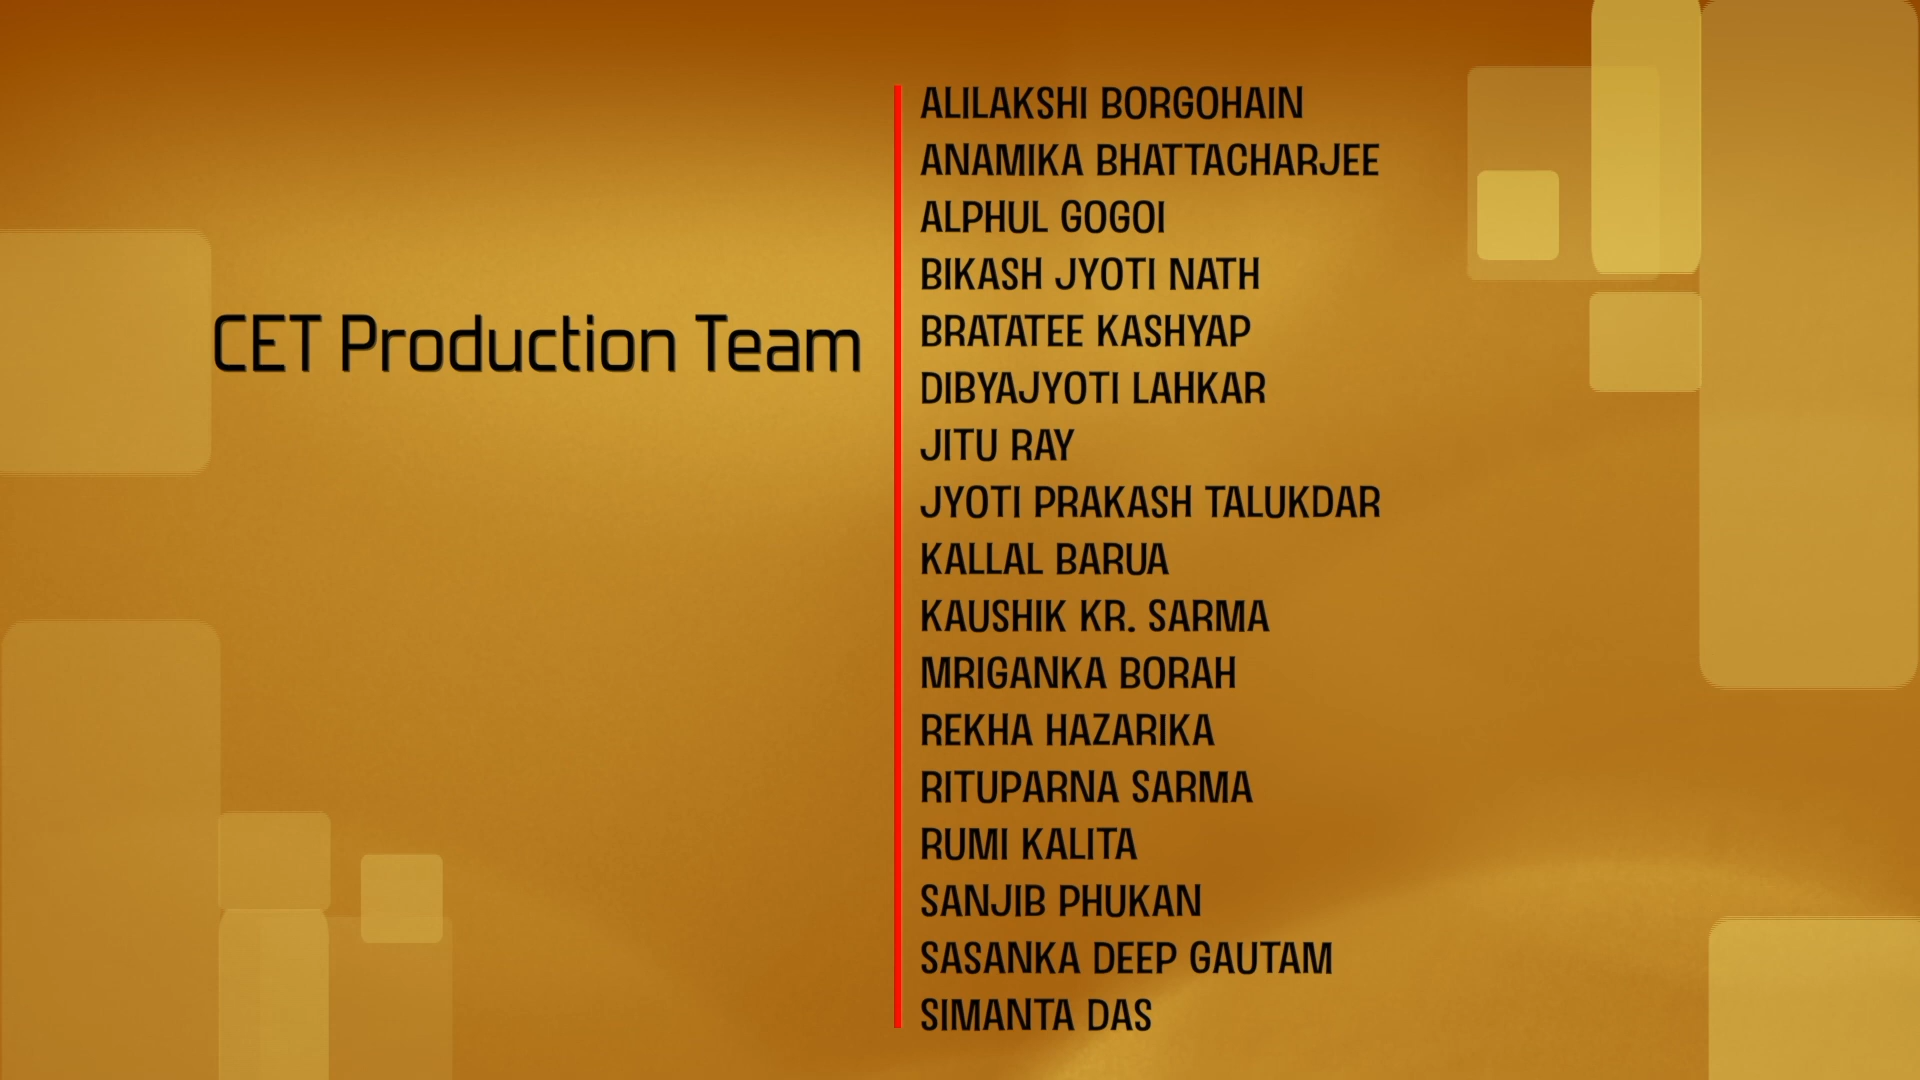 CET Production Team
ALILAKSHI BORGOHAIN
ANAMIKA BHATTACHARJEE
ALPHUL GOGOI
BIKASH JYOTI NATH
BRATATEE KASHYAP
DIBYAJYOTI LAHKAR
JITU RAY
JYOTI PRAKASH TALUKDAR
KALLAL BARUA
KAUSHIK KR. SARMA
MRIGANKA BORAH
REKHA HAZARIKA
RITUPARNA SARMA
RUMI KALITA
SANJIB PHUKAN
SASANKA DEEP GAUTAM
SIMANTA DAS